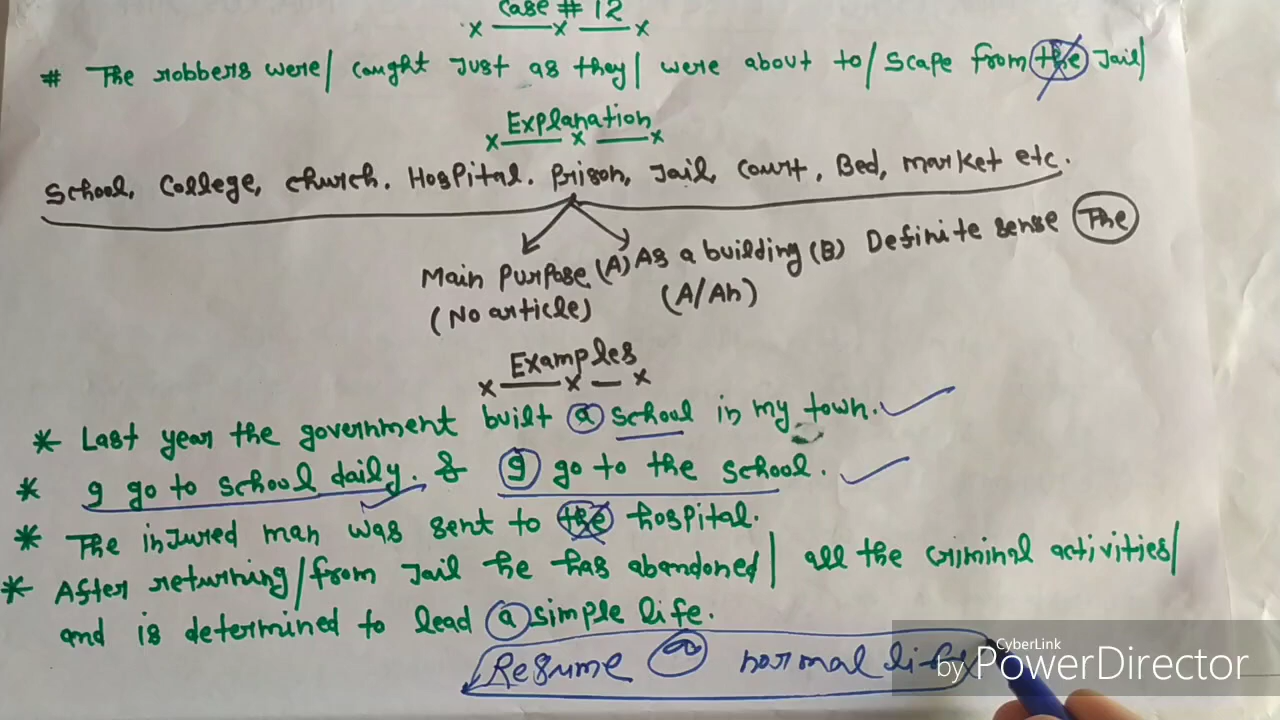 Case # 12
# The robbers were/ caught Just as they/ were about to/ Scape from the Jail/
Explanation
School, College, church. Hospital. Prison, Jail, Court, Bed, market etc.
Main Purpose (A) As a building (B) Definite sense The
(No article) (A/An)
Examples
* Last year the government built a school in my town.
* I go to school daily. & I go to the school.
* The injured man was sent to the hospital.
* After returning/from Jail he has abandoned/ all the criminal activities/
and is determined to lead a simple life.
Resume a normal life
CyberLink
by PowerDirector